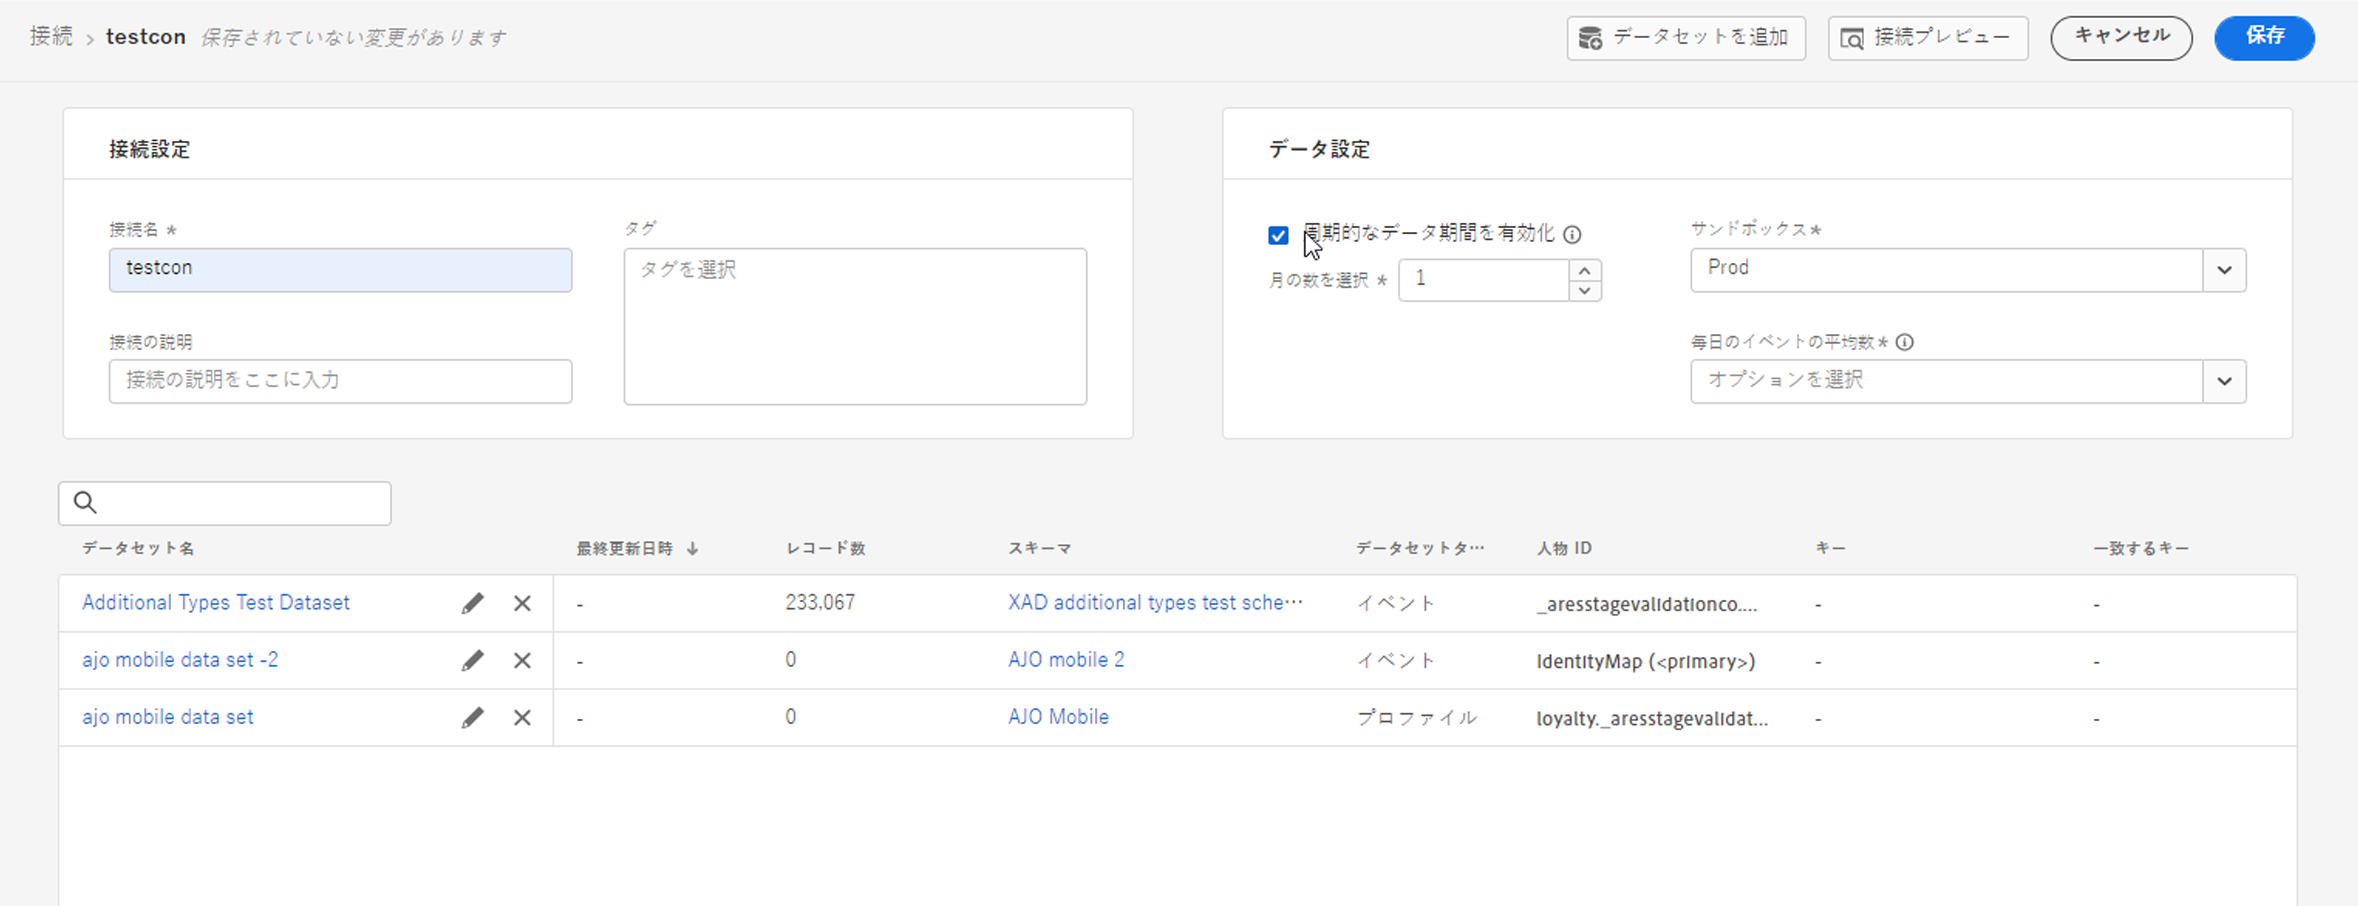 接続 > testcon 保存されていない変更があります
データセットを追加
接続プレビュー
キャンセル
保存
接続設定
接続名 *
testcon
タグ
タグを選択
接続の説明
接続の説明をここに入力
データ設定
周期的なデータ期間を有効化
月の数を選択 *
1
サンドボックス*
Prod
毎日のイベントの平均数*
オプションを選択
データセット名 最終更新日時 ↓ レコード数 スキーマ データセットタ… 人物 ID キー 一致するキー
Additional Types Test Dataset - 233,067 XAD additional types test sche… イベント _aresstagevalidationco.... - -
ajo mobile data set -2 - 0 AJO mobile 2 イベント IdentityMap (<primary>) - -
ajo mobile data set - 0 AJO Mobile プロファイル loyalty._aresstagevalidat... - -